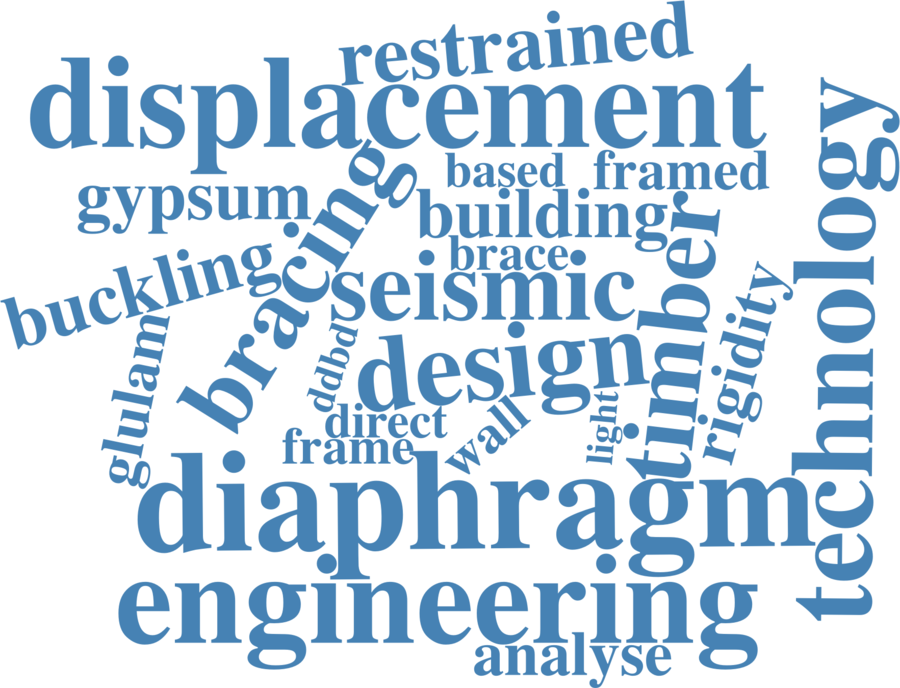 restrained
displacement
technology
based
framed
gypsum
building
bracing
timber
brace
buckling
seismic
rigidity
glulam
ddbd
design
light
direct
wall
frame
diaphragm
engineering
analyse